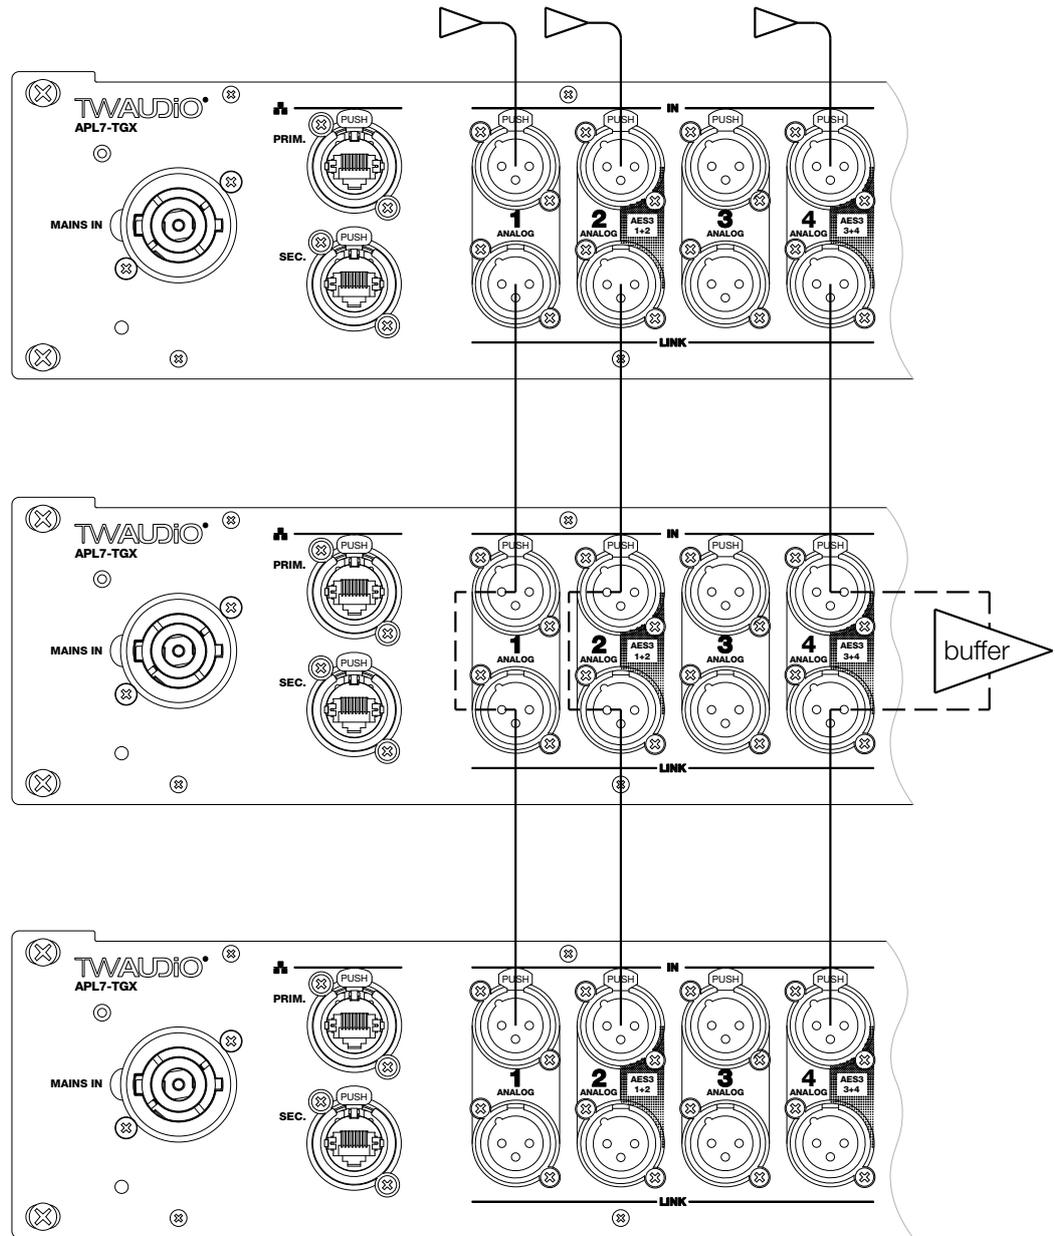 TWAUDiO
APL7-TGX
MAINS IN
PRIM.
PUSH
SEC.
PUSH
IN
PUSH PUSH PUSH PUSH
1 2 3 4
ANALOG ANALOG ANALOG ANALOG
AES3
1+2
AES3
3+4
LINK
TWAUDiO
APL7-TGX
MAINS IN
PRIM.
PUSH
SEC.
PUSH
IN
PUSH PUSH PUSH PUSH
1 2 3 4
ANALOG ANALOG ANALOG ANALOG
AES3
1+2
AES3
3+4
buffer
LINK
TWAUDiO
APL7-TGX
MAINS IN
PRIM.
PUSH
SEC.
PUSH
IN
PUSH PUSH PUSH PUSH
1 2 3 4
ANALOG ANALOG ANALOG ANALOG
AES3
1+2
AES3
3+4
LINK